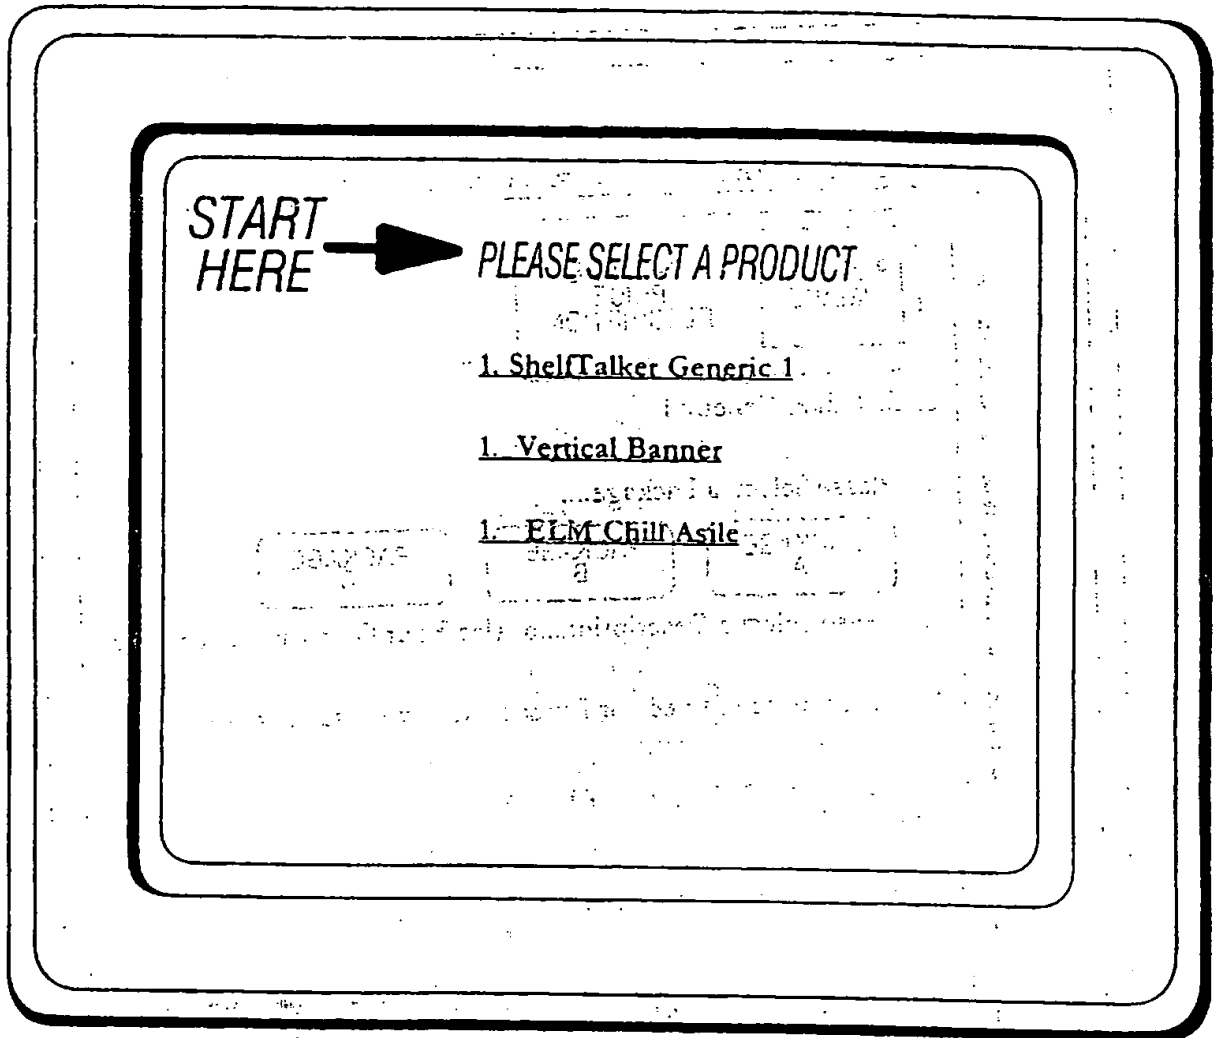 START
HERE
PLEASE SELECT A PRODUCT
1. ShelfTalker Generic 1
1. Vertical Banner
1. ELM Chill Asile